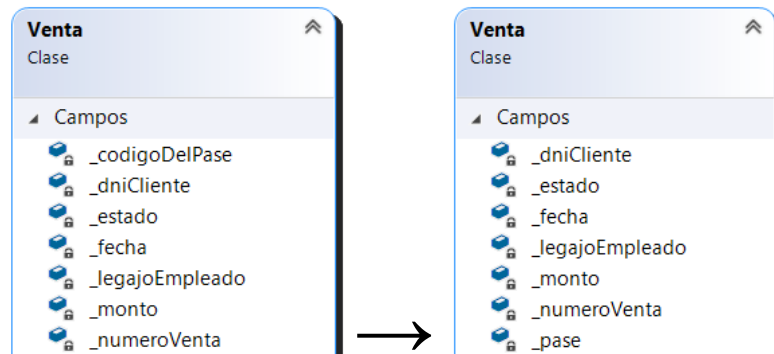 Venta
Clase
Campos
_codigoDelPase
_dniCliente
_estado
_fecha
_legajoEmpleado
_monto
_numeroVenta
Venta
Clase
Campos
_dniCliente
_estado
_fecha
_legajoEmpleado
_monto
_numeroVenta
_pase